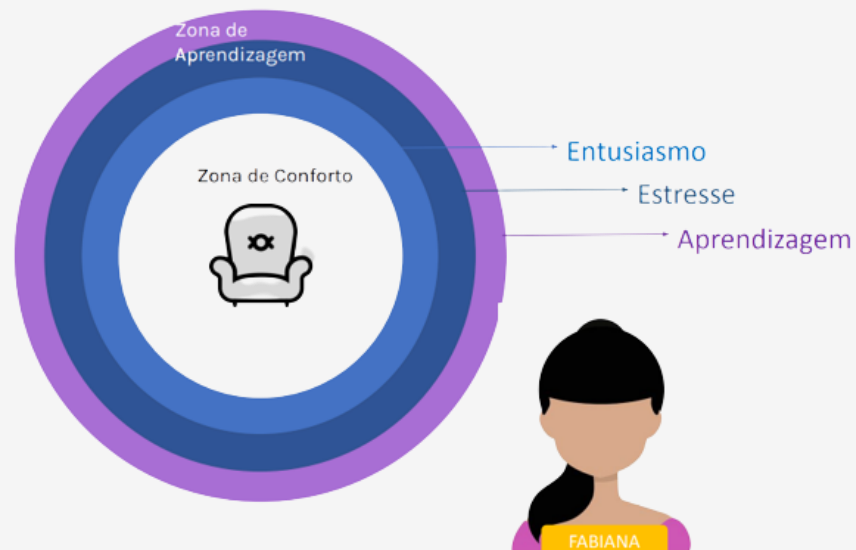 Zona de
Aprendizagem
Entusiasmo
Zona de Conforto
Estresse
Aprendizagem
FABIANA